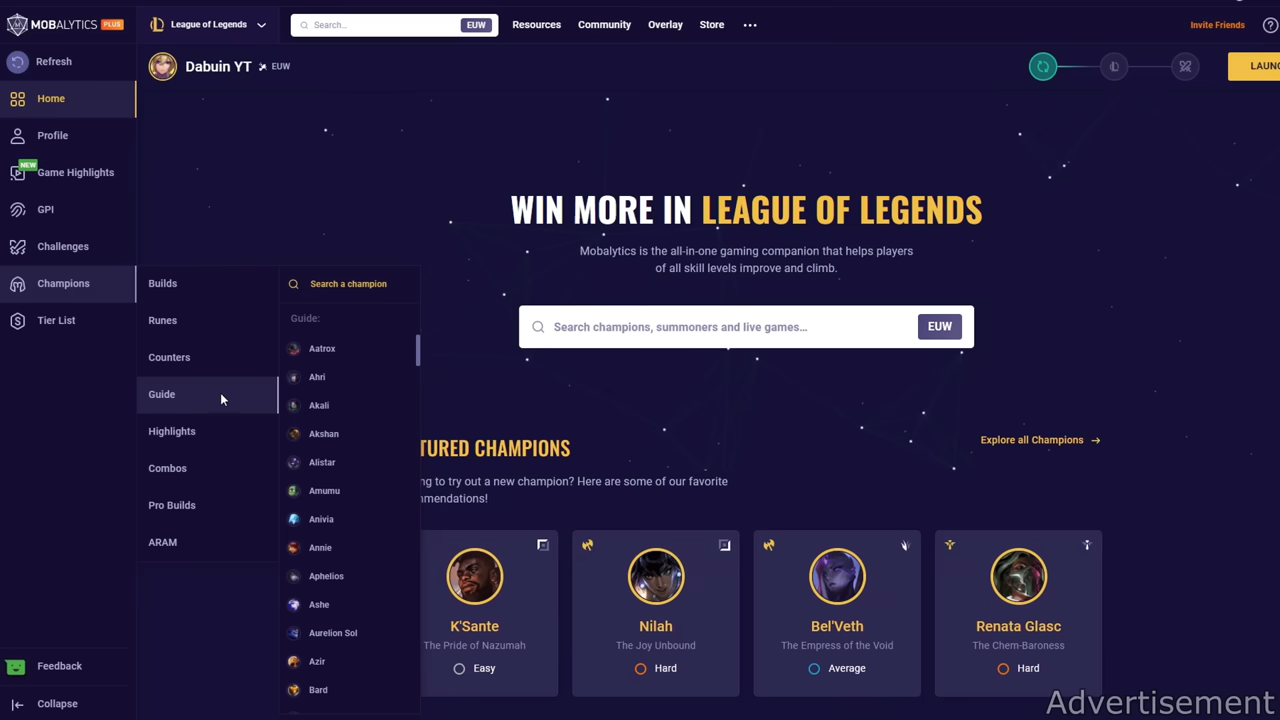 MOBALYTICS PLUS
League of Legends
Search...
EUW
Resources
Community
Overlay
Store
Invite Friends
Refresh
Dabuin YT
EUW
LAUNC
Home
Profile
NEW
Game Highlights
GPI
Challenges
Champions
Tier List
Builds
Runes
Counters
Guide
Highlights
Combos
Pro Builds
ARAM
Search a champion
Guide:
Aatrox
Ahri
Akali
Akshan
Alistar
Amumu
Anivia
Annie
Aphelios
Ashe
Aurelion Sol
Azir
Bard
WIN MORE IN LEAGUE OF LEGENDS
Mobalytics is the all-in-one gaming companion that helps players
of all skill levels improve and climb.
Search champions, summoners and live games...
EUW
TURED CHAMPIONS
Explore all Champions
ng to try out a new champion? Here are some of our favorite
mendations!
K'Sante
The Pride of Nazumah
Easy
Nilah
The Joy Unbound
Hard
Bel'Veth
The Empress of the Void
Average
Renata Glasc
The Chem-Baroness
Hard
Feedback
Collapse
Advertisement